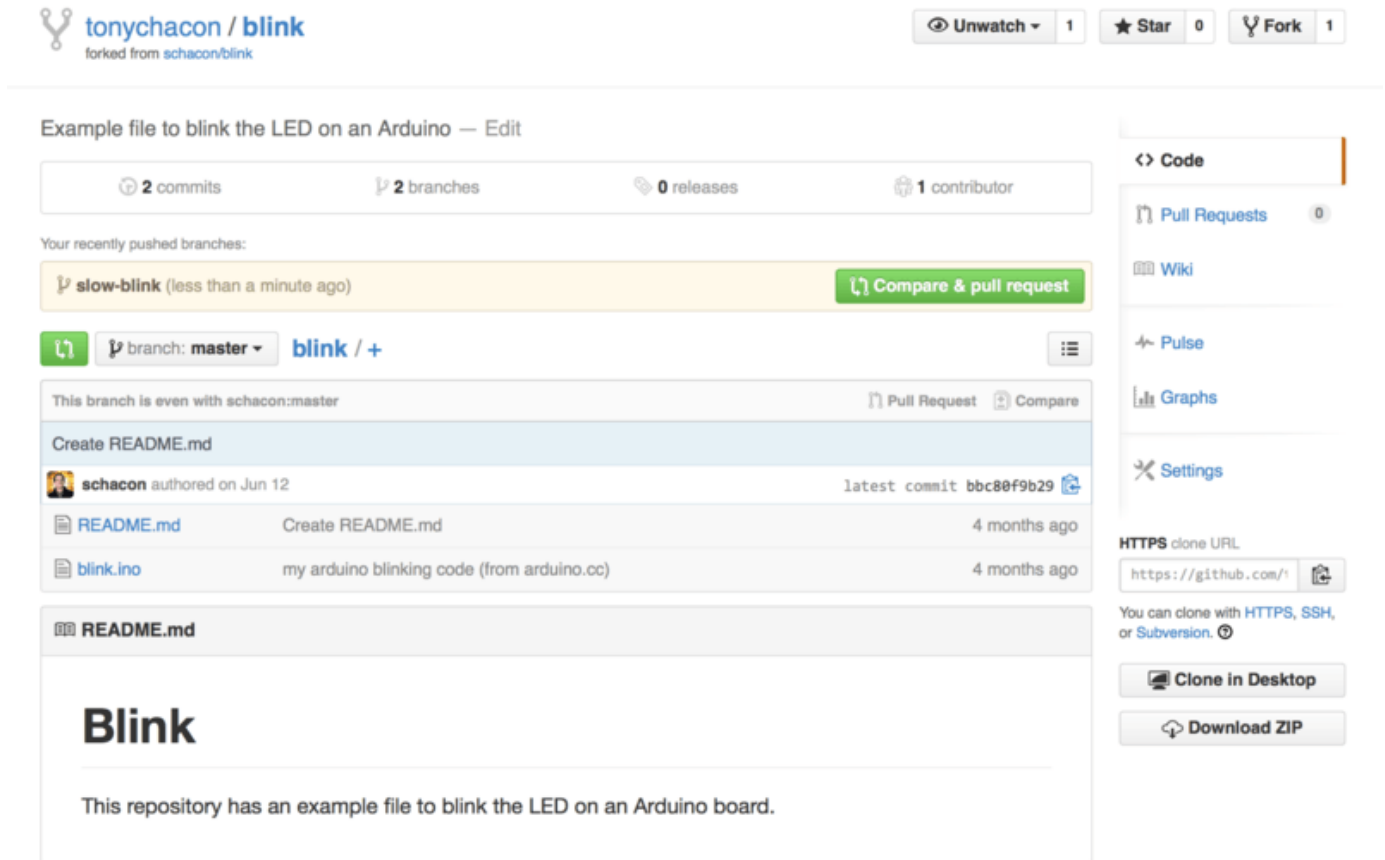 tonychacon / blink
forked from schacon/blink
Unwatch 1
Star 0
Fork 1
Example file to blink the LED on an Arduino — Edit
2 commits 2 branches 0 releases 1 contributor
Your recently pushed branches:
slow-blink (less than a minute ago) Compare & pull request
branch: master blink / +
This branch is even with schacon:master Pull Request Compare
Create README.md
schacon authored on Jun 12 latest commit bbc80f9b29
README.md Create README.md 4 months ago
blink.ino my arduino blinking code (from arduino.cc) 4 months ago
README.md
Blink
This repository has an example file to blink the LED on an Arduino board.
Code
Pull Requests 0
Wiki
Pulse
Graphs
Settings
HTTPS clone URL
https://github.com/
You can clone with HTTPS, SSH,
or Subversion.
Clone in Desktop
Download ZIP